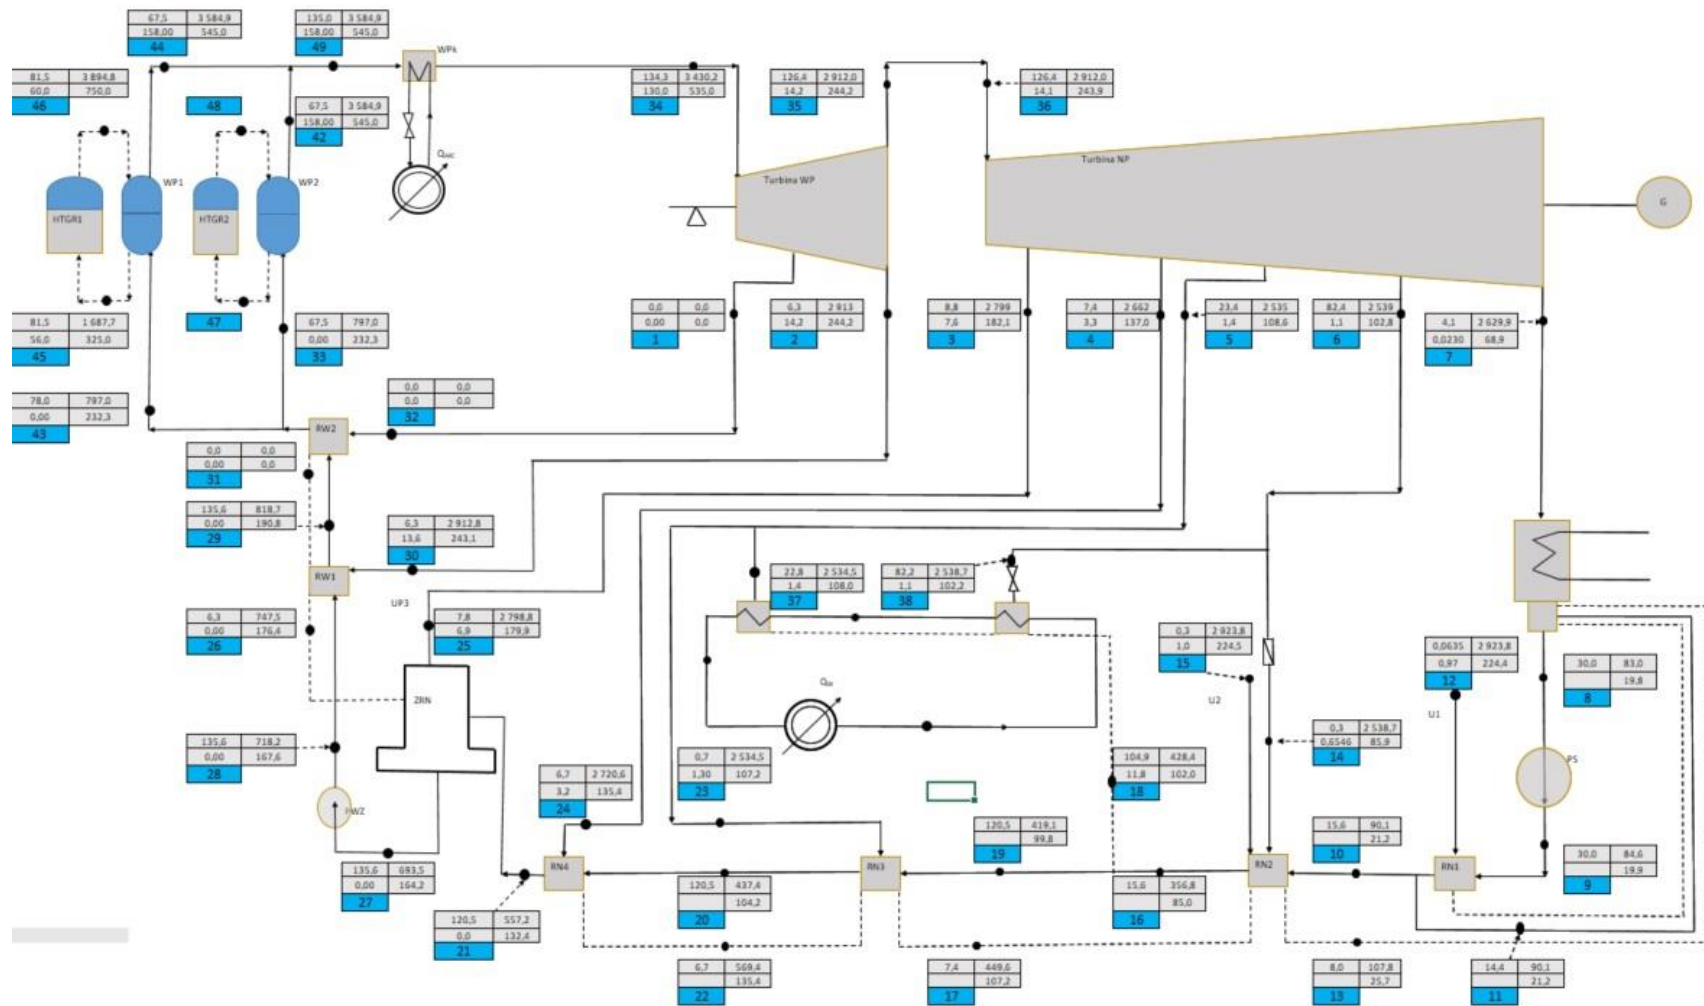 67,5 3 584,9
158,00 545,0
44
135,0 3 584,9
158,00 545,0
49
WPk
81,5 3 894,8
60,0 750,0
46
48
67,5 3 584,9
158,00 545,0
42
134,3 3 430,2
130,0 535,0
34
126,4 2 912,0
14,2 244,2
35
126,4 2 912,0
14,1 243,9
36
Turbina WP
Turbina NP
WP1
WP2
HTGR1
HTGR2
G
81,5 1 687,7
56,0 325,0
45
47
67,5 797,0
0,00 232,3
33
0,0 0,0
0,00 0,0
1
6,3 2 913
14,2 244,2
2
8,8 2 799
7,6 182,1
3
7,4 2 662
3,3 137,0
4
23,4 2 535
1,4 108,6
5
82,4 2 539
1,1 102,8
6
4,1 2 629,9
0,0230 68,9
7
78,0 797,0
0,00 232,3
43
0,0 0,0
0,0 0,0
32
RW2
0,0 0,0
0,00 0,0
31
135,6 818,7
0,00 190,8
29
6,3 2 912,8
13,6 243,1
30
RW1
UP3
22,8 2 534,5
1,4 108,0
37
82,2 2 538,7
1,1 102,2
38
6,3 747,5
0,00 176,4
26
7,8 2 798,8
6,9 179,9
25
0,3 2 923,8
1,0 224,5
15
0,0635 2 923,8
0,97 224,4
12
30,0 83,0
19,8
8
ZRN
U2
U1
135,6 718,2
0,00 167,6
28
6,7 2 720,6
3,2 135,4
24
0,7 2 534,5
1,30 107,2
23
104,9 428,4
11,8 102,0
18
0,3 2 538,7
0,6546 85,9
14
PS
120,5 419,1
99,8
19
15,6 90,1
21,2
10
RN4
RN3
RN2
RN1
135,6 693,5
0,00 164,2
27
120,5 437,4
104,2
20
15,6 356,8
85,0
16
30,0 84,6
19,9
9
120,5 557,2
0,0 132,4
21
6,7 569,4
135,4
22
7,4 449,6
107,2
17
8,0 107,8
25,7
13
14,4 90,1
21,2
11